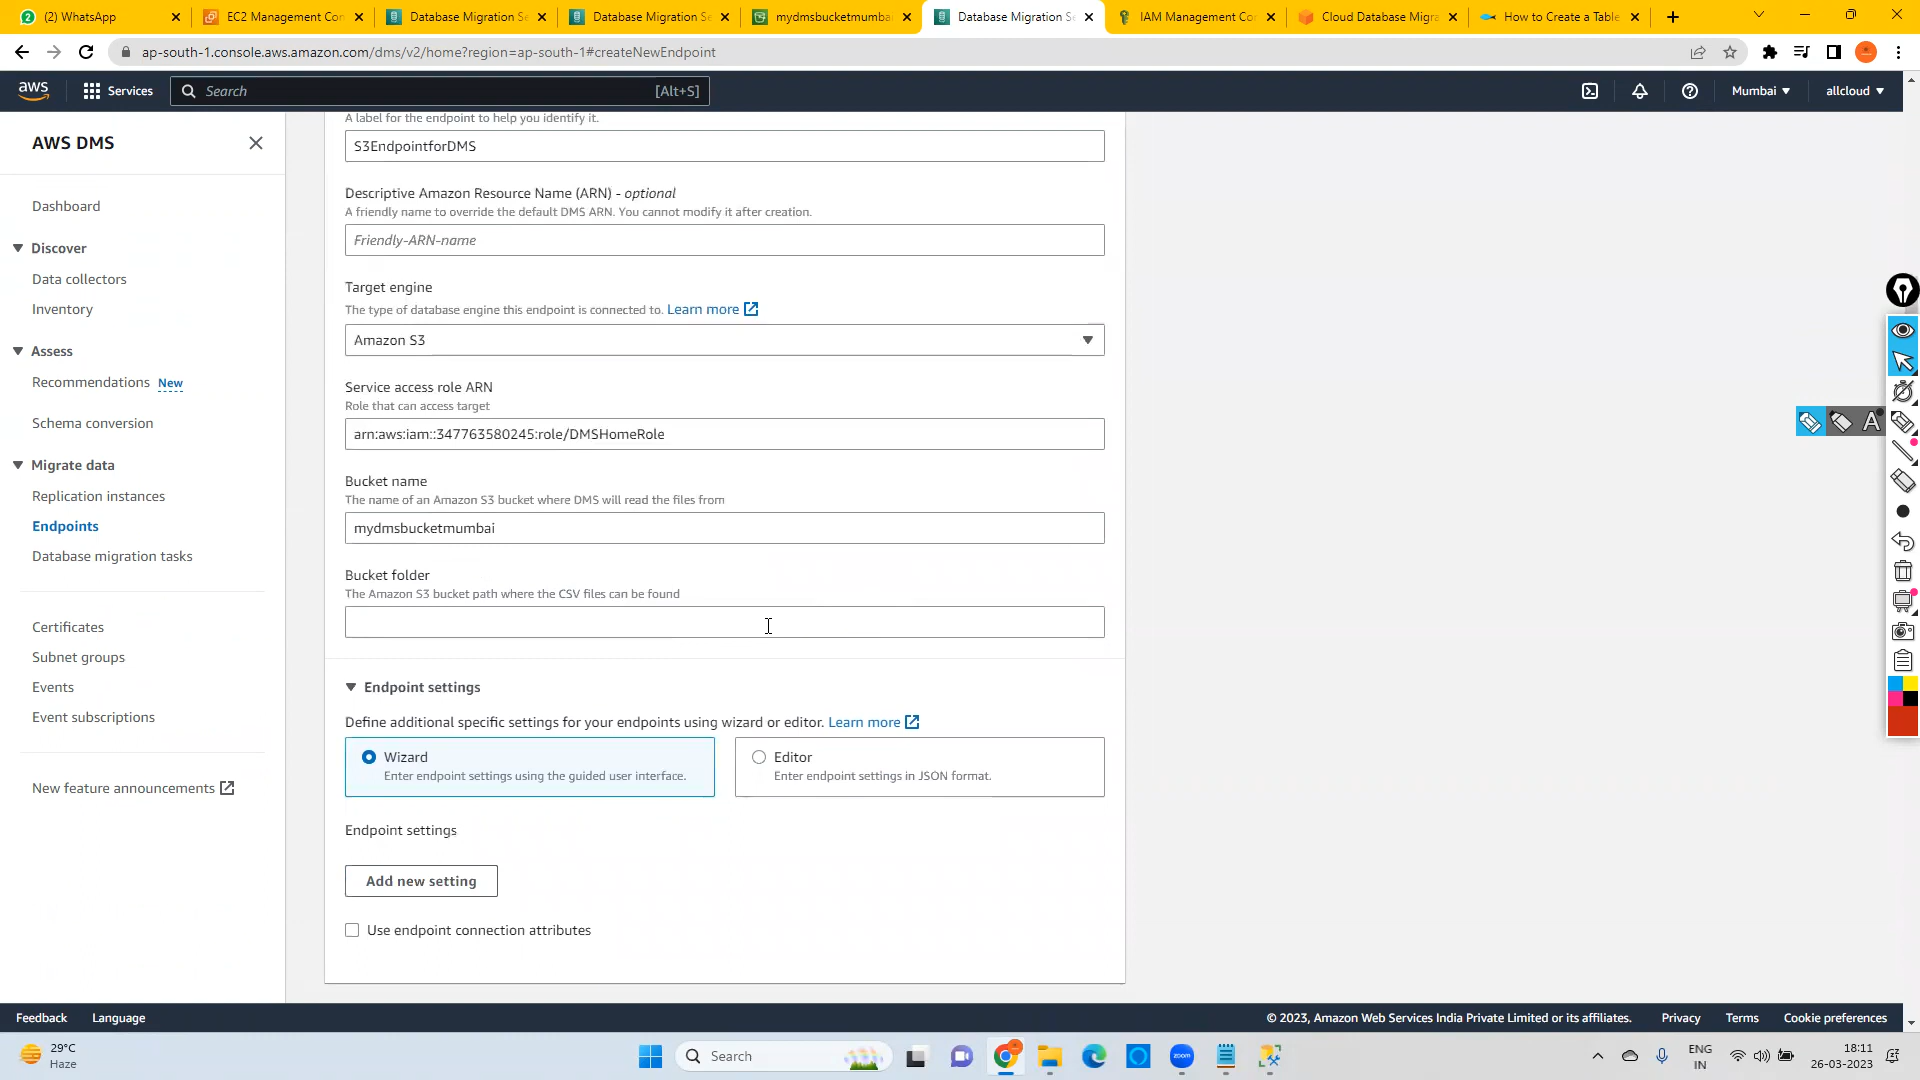 (2) WhatsApp
EC2 Management Con
Database Migration Se
Database Migration Se
mydmsbucketmumbai
Database Migration Se
IAM Management Con
Cloud Database Migra
How to Create a Table
ap-south-1.console.aws.amazon.com/dms/v2/home?region=ap-south-1#createNewEndpoint
aws
Services
Search
[Alt+S]
Mumbai
allcloud
AWS DMS
Dashboard
Discover
Data collectors
Inventory
Assess
Recommendations New
Schema conversion
Migrate data
Replication instances
Endpoints
Database migration tasks
Certificates
Subnet groups
Events
Event subscriptions
New feature announcements
A label for the endpoint to help you identify it.
S3EndpointforDMS
Descriptive Amazon Resource Name (ARN) - optional
A friendly name to override the default DMS ARN. You cannot modify it after creation.
Friendly-ARN-name
Target engine
The type of database engine this endpoint is connected to. Learn more
Amazon S3
Service access role ARN
Role that can access target
arn:aws:iam::347763580245:role/DMSHomeRole
Bucket name
The name of an Amazon S3 bucket where DMS will read the files from
mydmsbucketmumbai
Bucket folder
The Amazon S3 bucket path where the CSV files can be found
Endpoint settings
Define additional specific settings for your endpoints using wizard or editor. Learn more
Wizard
Enter endpoint settings using the guided user interface.
Editor
Enter endpoint settings in JSON format.
Endpoint settings
Add new setting
Use endpoint connection attributes
A
Feedback
Language
© 2023, Amazon Web Services India Private Limited or its affiliates.
Privacy
Terms
Cookie preferences
29°C
Haze
Search
zoom
ENG
IN
18:11
26-03-2023